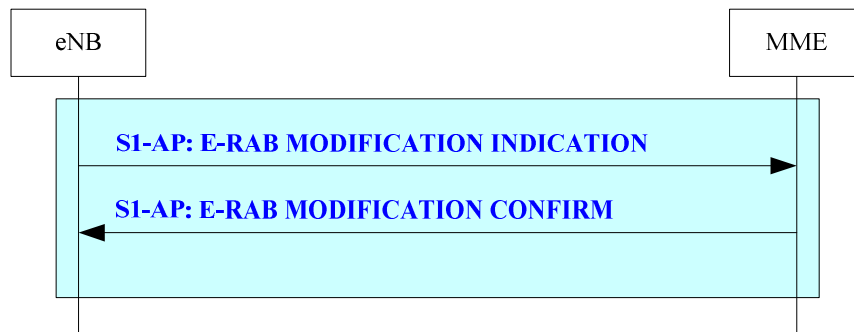 eNB
MME
S1-AP: E-RAB MODIFICATION INDICATION
S1-AP: E-RAB MODIFICATION CONFIRM